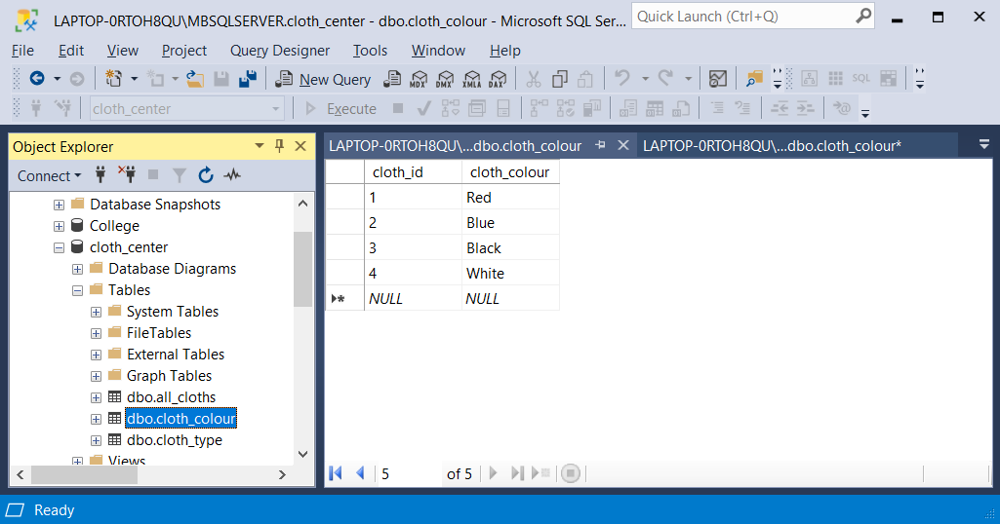 LAPTOP-0RTOH8QU\MBSQLSERVER.cloth_center - dbo.cloth_colour - Microsoft SQL Ser...
Quick Launch (Ctrl+Q)
File Edit View Project Query Designer Tools Window Help
New Query MDX DMX XMLA DAX SQL
cloth_center Execute
Object Explorer
LAPTOP-0RTOH8QU\...dbo.cloth_colour
LAPTOP-0RTOH8QU\...dbo.cloth_colour*
Connect
Database Snapshots
College
cloth_center
Database Diagrams
Tables
System Tables
FileTables
External Tables
Graph Tables
dbo.all_cloths
dbo.cloth_colour
dbo.cloth_type
Views
cloth_id cloth_colour
1 Red
2 Blue
3 Black
4 White
NULL NULL
5 of 5
Ready